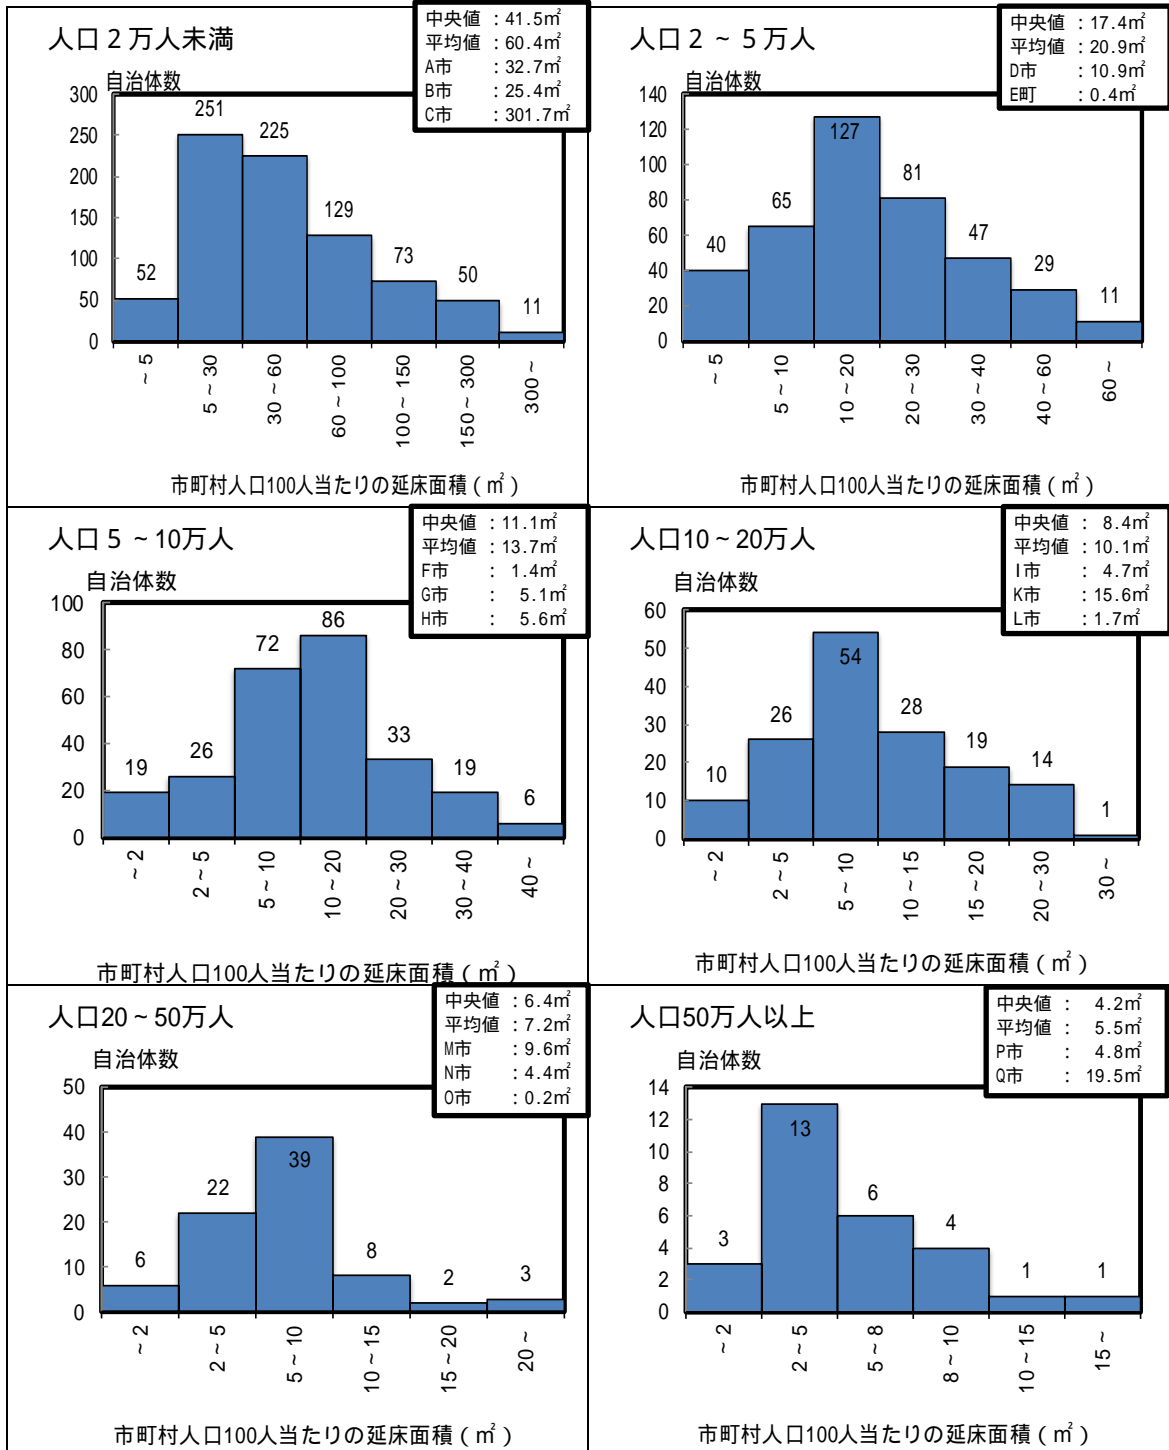 人口２万人未満
中央値 : 41.5㎡
平均値 : 60.4㎡
A市 : 32.7㎡
B市 : 25.4㎡
C市 : 301.7㎡
自治体数
300
250
200
150
100
50
0
52
251
225
129
73
50
11
~ 5
5 ~ 30
30 ~ 60
60 ~ 100
100 ~ 150
150 ~ 300
300 ~
市町村人口100人当たりの延床面積（㎡）
人口２~５万人
中央値 : 17.4㎡
平均値 : 20.9㎡
D市 : 10.9㎡
E町 : 0.4㎡
自治体数
140
120
100
80
60
40
20
0
40
65
127
81
47
29
11
~ 5
5 ~ 10
10 ~ 20
20 ~ 30
30 ~ 40
40 ~ 60
60 ~
市町村人口100人当たりの延床面積（㎡）
人口５~10万人
中央値 : 11.1㎡
平均値 : 13.7㎡
F市 : 1.4㎡
G市 : 5.1㎡
H市 : 5.6㎡
自治体数
100
80
60
40
20
0
19
26
72
86
33
19
6
~ 2
2 ~ 5
5 ~ 10
10 ~ 20
20 ~ 30
30 ~ 40
40 ~
市町村人口100人当たりの延床面積（㎡）
人口10~20万人
中央値 : 8.4㎡
平均値 : 10.1㎡
I市 : 4.7㎡
K市 : 15.6㎡
L市 : 1.7㎡
自治体数
60
50
40
30
20
10
0
10
26
54
28
19
14
1
~ 2
2 ~ 5
5 ~ 10
10 ~ 15
15 ~ 20
20 ~ 30
30 ~
市町村人口100人当たりの延床面積（㎡）
人口20~50万人
中央値 : 6.4㎡
平均値 : 7.2㎡
M市 : 9.6㎡
N市 : 4.4㎡
O市 : 0.2㎡
自治体数
50
40
30
20
10
0
6
22
39
8
2
3
~ 2
2 ~ 5
5 ~ 10
10 ~ 15
15 ~ 20
20 ~
市町村人口100人当たりの延床面積（㎡）
人口50万人以上
中央値 : 4.2㎡
平均値 : 5.5㎡
P市 : 4.8㎡
Q市 : 19.5㎡
自治体数
14
12
10
8
6
4
2
0
3
13
6
4
1
1
~ 2
2 ~ 5
5 ~ 8
8 ~ 10
10 ~ 15
15 ~
市町村人口100人当たりの延床面積（㎡）